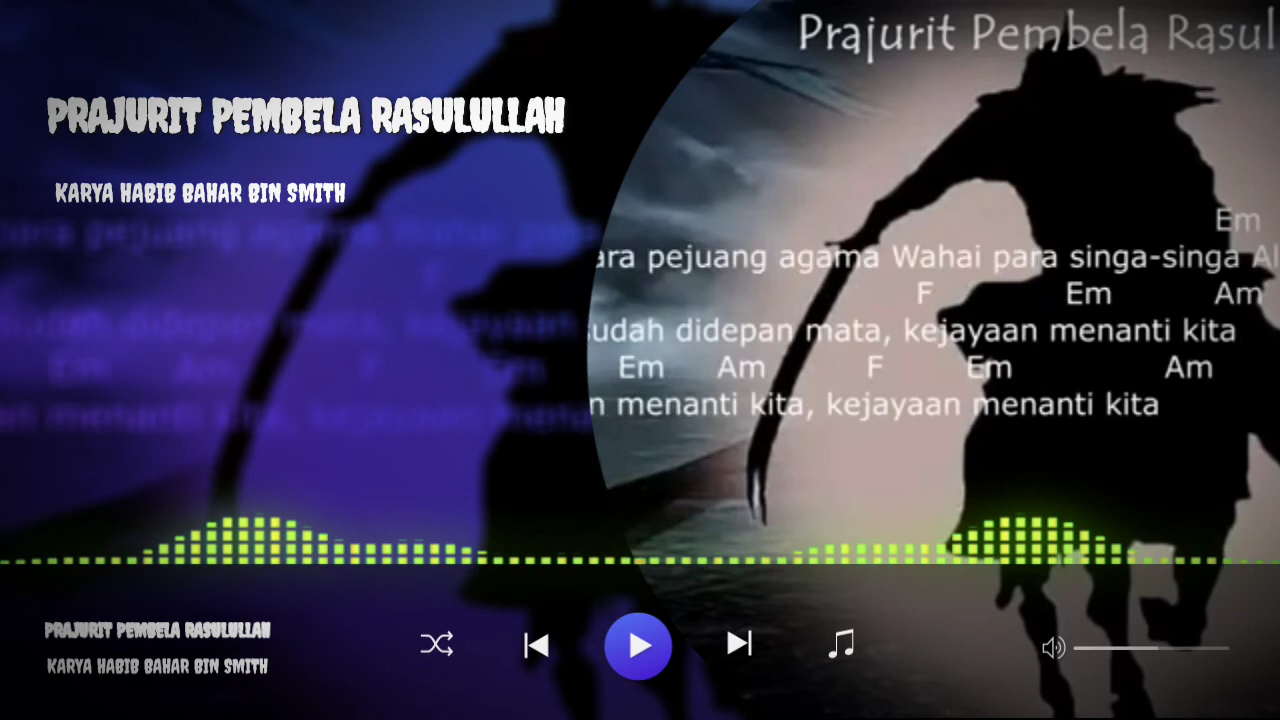 PRAJURIT PEMBELA RASULULLAH
KARYA HABIB BAHAR BIN SMITH
Prajurit Pembela Rasul
Em
ara pejuang agama Wahai para singa-singa Al
F Em Am
sudah didepan mata, kejayaan menanti kita
Em Am F Em Am
n menanti kita, kejayaan menanti kita
PRAJURIT PEMBELA RASULULLAH
KARYA HABIB BAHAR BIN SMITH